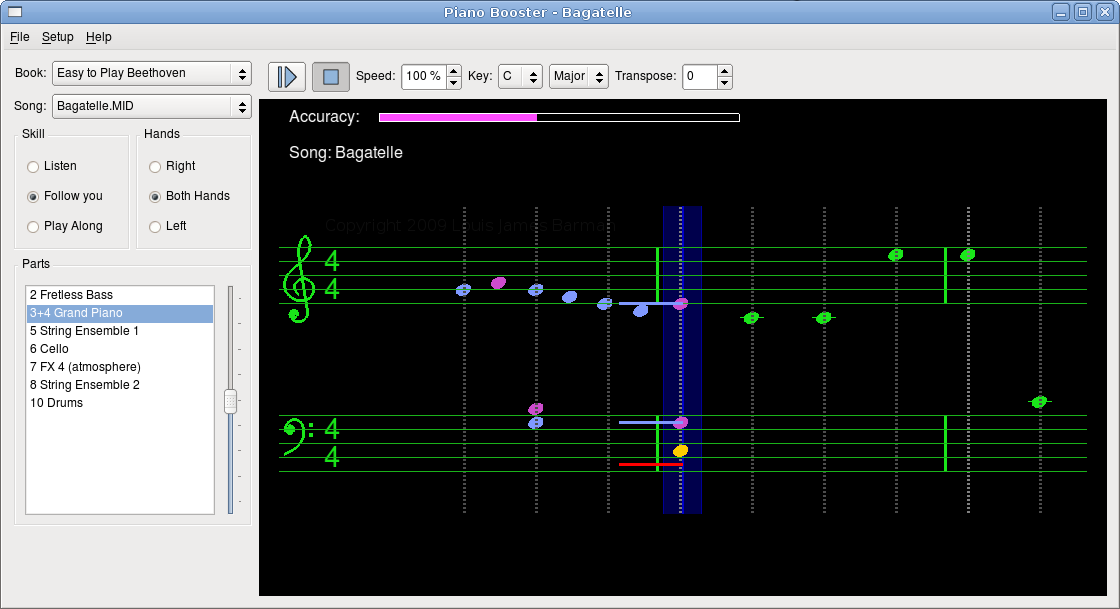 Piano Booster - Bagatelle
File Setup Help
Book: Easy to Play Beethoven
Speed: 100 % Key: C Major Transpose: 0
Song: Bagatelle.MID
Accuracy:
Song: Bagatelle
Skill
Hands
Listen
Right
Follow you
Both Hands
Play Along
Left
Copyright 2009 Louis James Barman
4
4
Parts
2 Fretless Bass
3+4 Grand Piano
5 String Ensemble 1
6 Cello
7 FX 4 (atmosphere)
8 String Ensemble 2
10 Drums
4
4